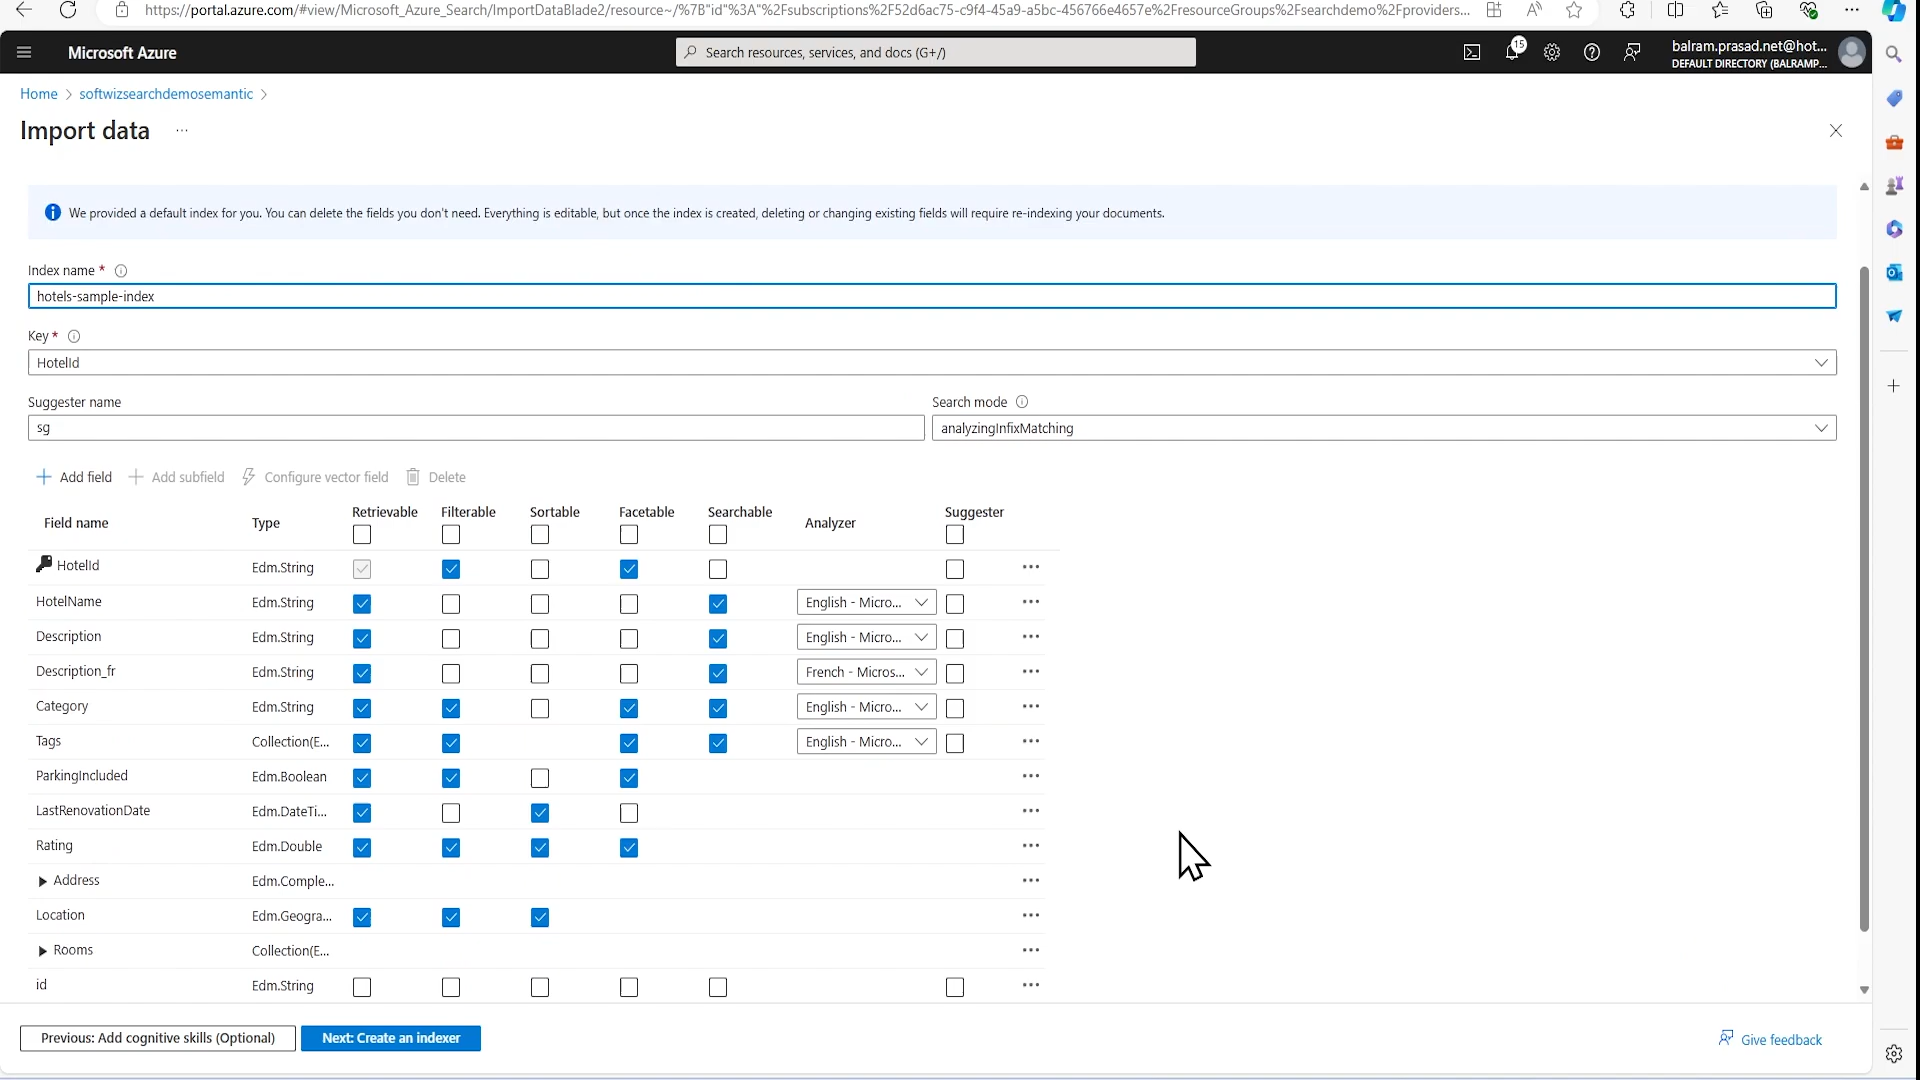 https://portal.azure.com/#view/Microsoft_Azure_Search/ImportDataBlade2/resource~/%7B"id"%3A"%2Fsubscriptions%2F52d6ac75-c9f4-45a9-a5bc-456766e4657e%2FresourceGroups%2Fsearchdemo%2Fproviders...
Microsoft Azure
Search resources, services, and docs (G+/)
15
balram.prasad.net@hot...
DEFAULT DIRECTORY (BALRAMP...
Home > softwizsearchdemosemantic >
Import data ...
We provided a default index for you. You can delete the fields you don't need. Everything is editable, but once the index is created, deleting or changing existing fields will require re-indexing your documents.
Index name *
hotels-sample-index
Key *
HotelId
Suggester name Search mode
sg analyzingInfixMatching
Add field Add subfield Configure vector field Delete
Field name Type Retrievable Filterable Sortable Facetable Searchable Analyzer Suggester
HotelId Edm.String
HotelName Edm.String English - Micro...
Description Edm.String English - Micro...
Description_fr Edm.String French - Micros...
Category Edm.String English - Micro...
Tags Collection(E... English - Micro...
ParkingIncluded Edm.Boolean
LastRenovationDate Edm.DateTi...
Rating Edm.Double
Address Edm.Comple...
Location Edm.Geogra...
Rooms Collection(E...
id Edm.String
Previous: Add cognitive skills (Optional) Next: Create an indexer Give feedback